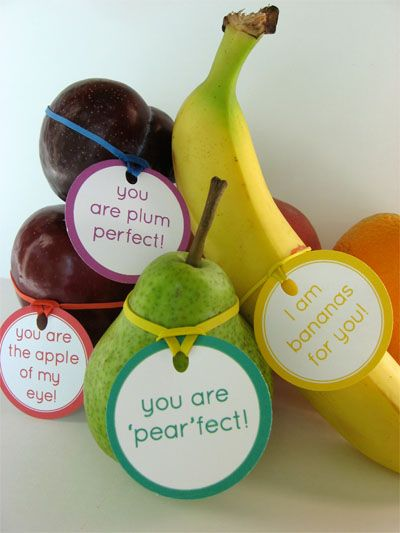 you
are plum
perfect!
I am
bananas
for you!
you are
the apple
of my
eye!
you are
'pear'fect!